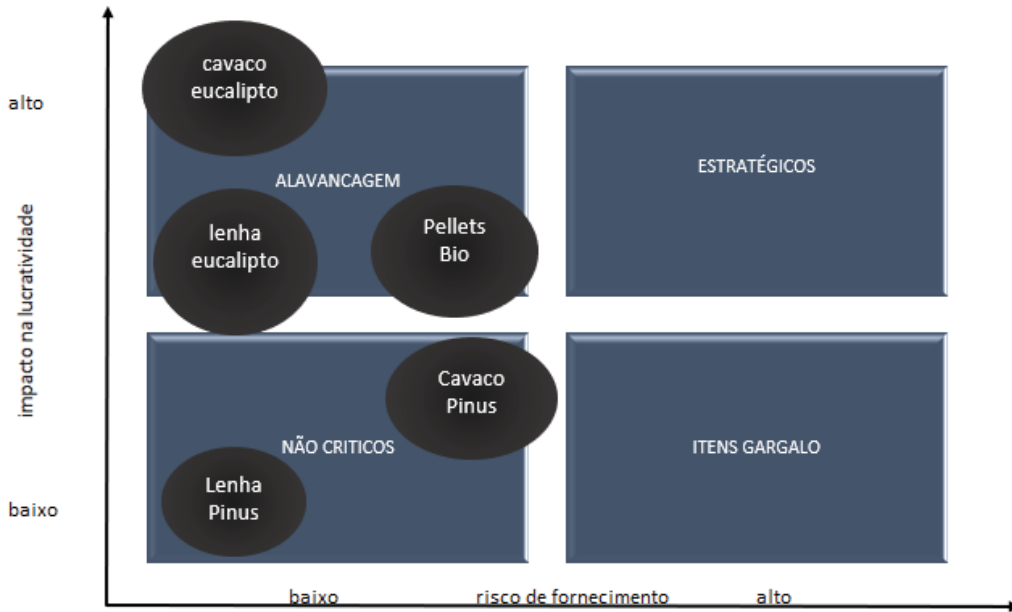 cavaco
eucalipto
alto
ALAVANCAGEM
ESTRATÉGICOS
lenha
eucalipto
Pellets
Bio
impacto na lucratividade
Cavaco
Pinus
NÃO CRITICOS
ITENS GARGALO
Lenha
Pinus
baixo
baixo risco de fornecimento alto